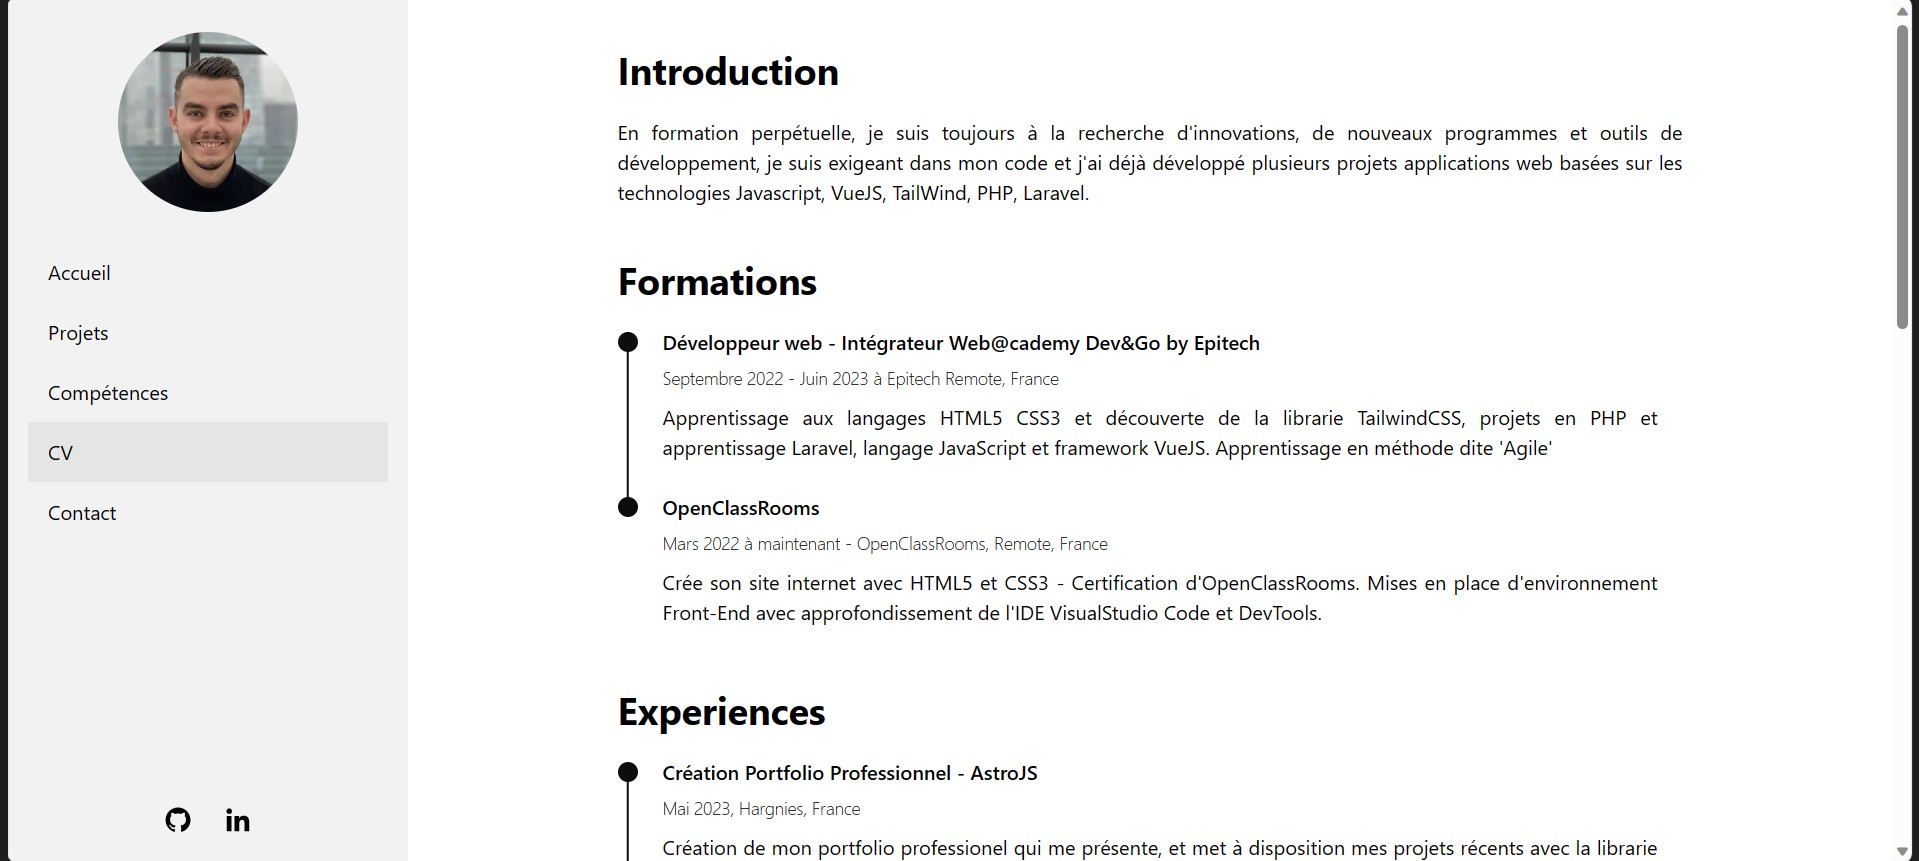 Accueil
Projets
Compétences
CV
Contact
in
Introduction
En formation perpétuelle, je suis toujours à la recherche d'innovations, de nouveaux programmes et outils de
développement, je suis exigeant dans mon code et j'ai déjà développé plusieurs projets applications web basées sur les
technologies Javascript, VueJS, TailWind, PHP, Laravel.
Formations
Développeur web - Intégrateur Web@cademy Dev&Go by Epitech
Septembre 2022 - Juin 2023 à Epitech Remote, France
Apprentissage aux langages HTML5 CSS3 et découverte de la librarie TailwindCSS, projets en PHP et
apprentissage Laravel, langage JavaScript et framework VueJS. Apprentissage en méthode dite 'Agile'
OpenClassRooms
Mars 2022 à maintenant - OpenClassRooms, Remote, France
Crée son site internet avec HTML5 et CSS3 - Certification d'OpenClassRooms. Mises en place d'environnement
Front-End avec approfondissement de l'IDE VisualStudio Code et DevTools.
Experiences
Création Portfolio Professionnel - AstroJS
Mai 2023, Hargnies, France
Création de mon portfolio professionel qui me présente, et met à disposition mes projets récents avec la librarie